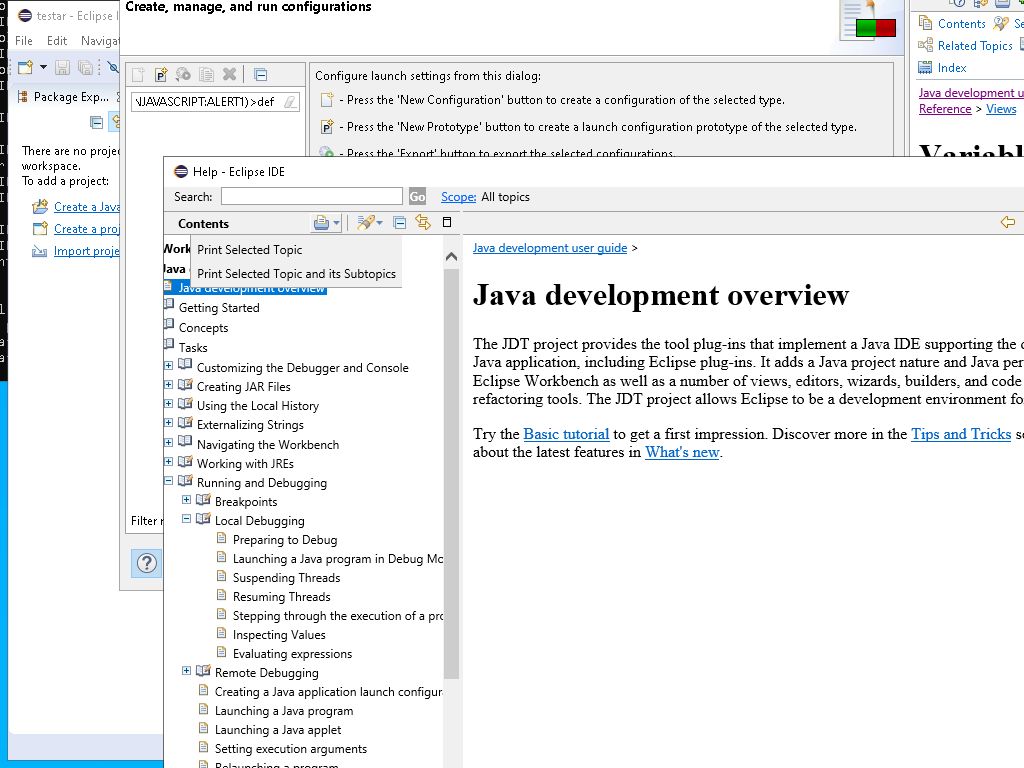 testar - Eclipse I
File Edit Naviga
Package Exp...
There are no proje
workspace.
To add a project:
Create a Java
Create a proj
Import proje
Create, manage, and run configurations
\JAVASCRIPT:ALERT1)>def
Filter
Configure launch settings from this dialog:
- Press the 'New Configuration' button to create a configuration of the selected type.
- Press the 'New Prototype' button to create a launch configuration prototype of the selected type.
- Press the 'Export' button to export the selected configurations.
Contents Se
Related Topics
Index
Java development u
Reference > Views
Variabl
Help - Eclipse IDE
Search: Go Scope: All topics
Contents
Print Selected Topic
Print Selected Topic and its Subtopics
Work
Java
Java development overview
Getting Started
Concepts
Tasks
Customizing the Debugger and Console
Creating JAR Files
Using the Local History
Externalizing Strings
Navigating the Workbench
Working with JREs
Running and Debugging
Breakpoints
Local Debugging
Preparing to Debug
Launching a Java program in Debug Mo
Suspending Threads
Resuming Threads
Stepping through the execution of a pro
Inspecting Values
Evaluating expressions
Remote Debugging
Creating a Java application launch configur
Launching a Java program
Launching a Java applet
Setting execution arguments
Relaunching a program
Java development user guide >
Java development overview
The JDT project provides the tool plug-ins that implement a Java IDE supporting the
Java application, including Eclipse plug-ins. It adds a Java project nature and Java per
Eclipse Workbench as well as a number of views, editors, wizards, builders, and code
refactoring tools. The JDT project allows Eclipse to be a development environment fo
Try the Basic tutorial to get a first impression. Discover more in the Tips and Tricks se
about the latest features in What's new.